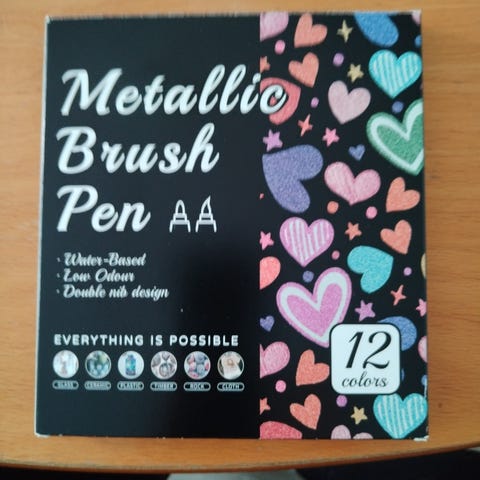 Metallic
Brush
Pen
· Water-Based
· Low Odour
· Double nib design
EVERYTHING IS POSSIBLE
GLASS CERAMIC PLASTIC TIMBER ROCK CLOTH
12
colors